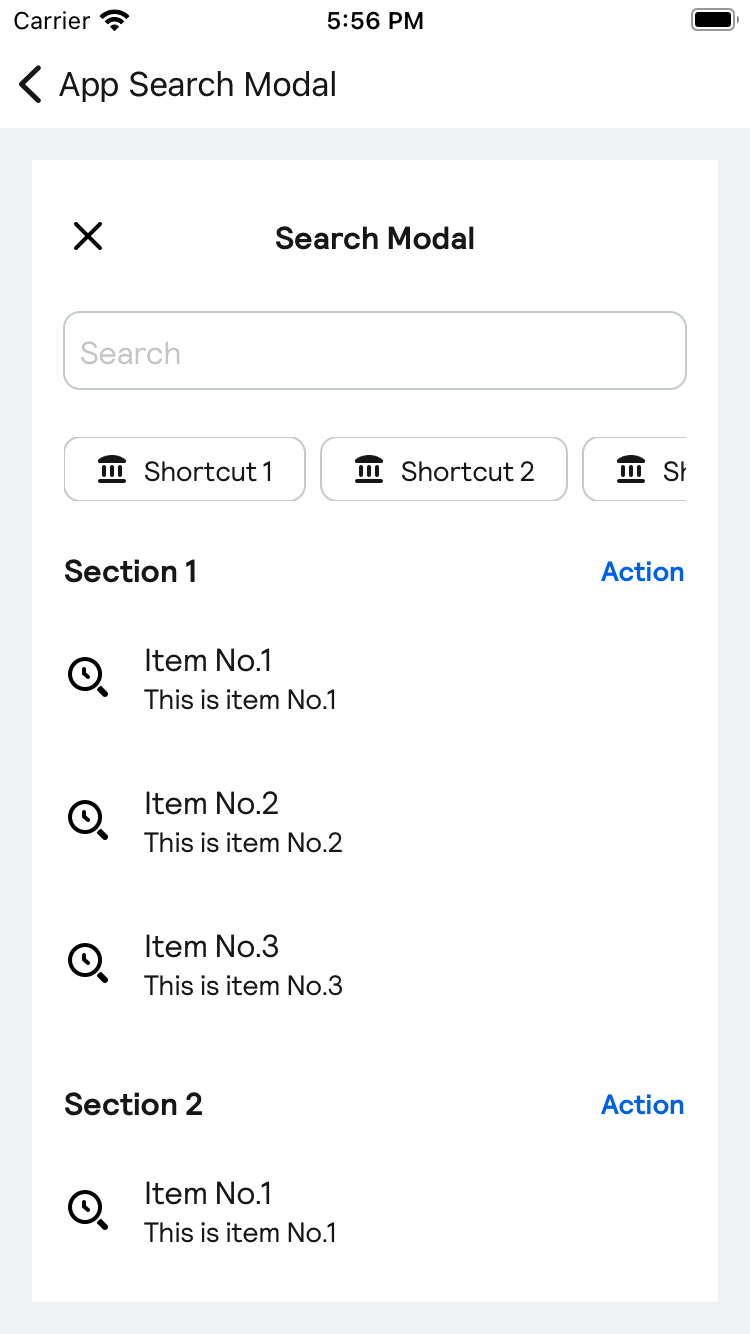 Carrier 5:56 PM
App Search Modal
Search Modal
Search
Shortcut 1 Shortcut 2
Section 1 Action
Item No.1
This is item No.1
Item No.2
This is item No.2
Item No.3
This is item No.3
Section 2 Action
Item No.1
This is item No.1